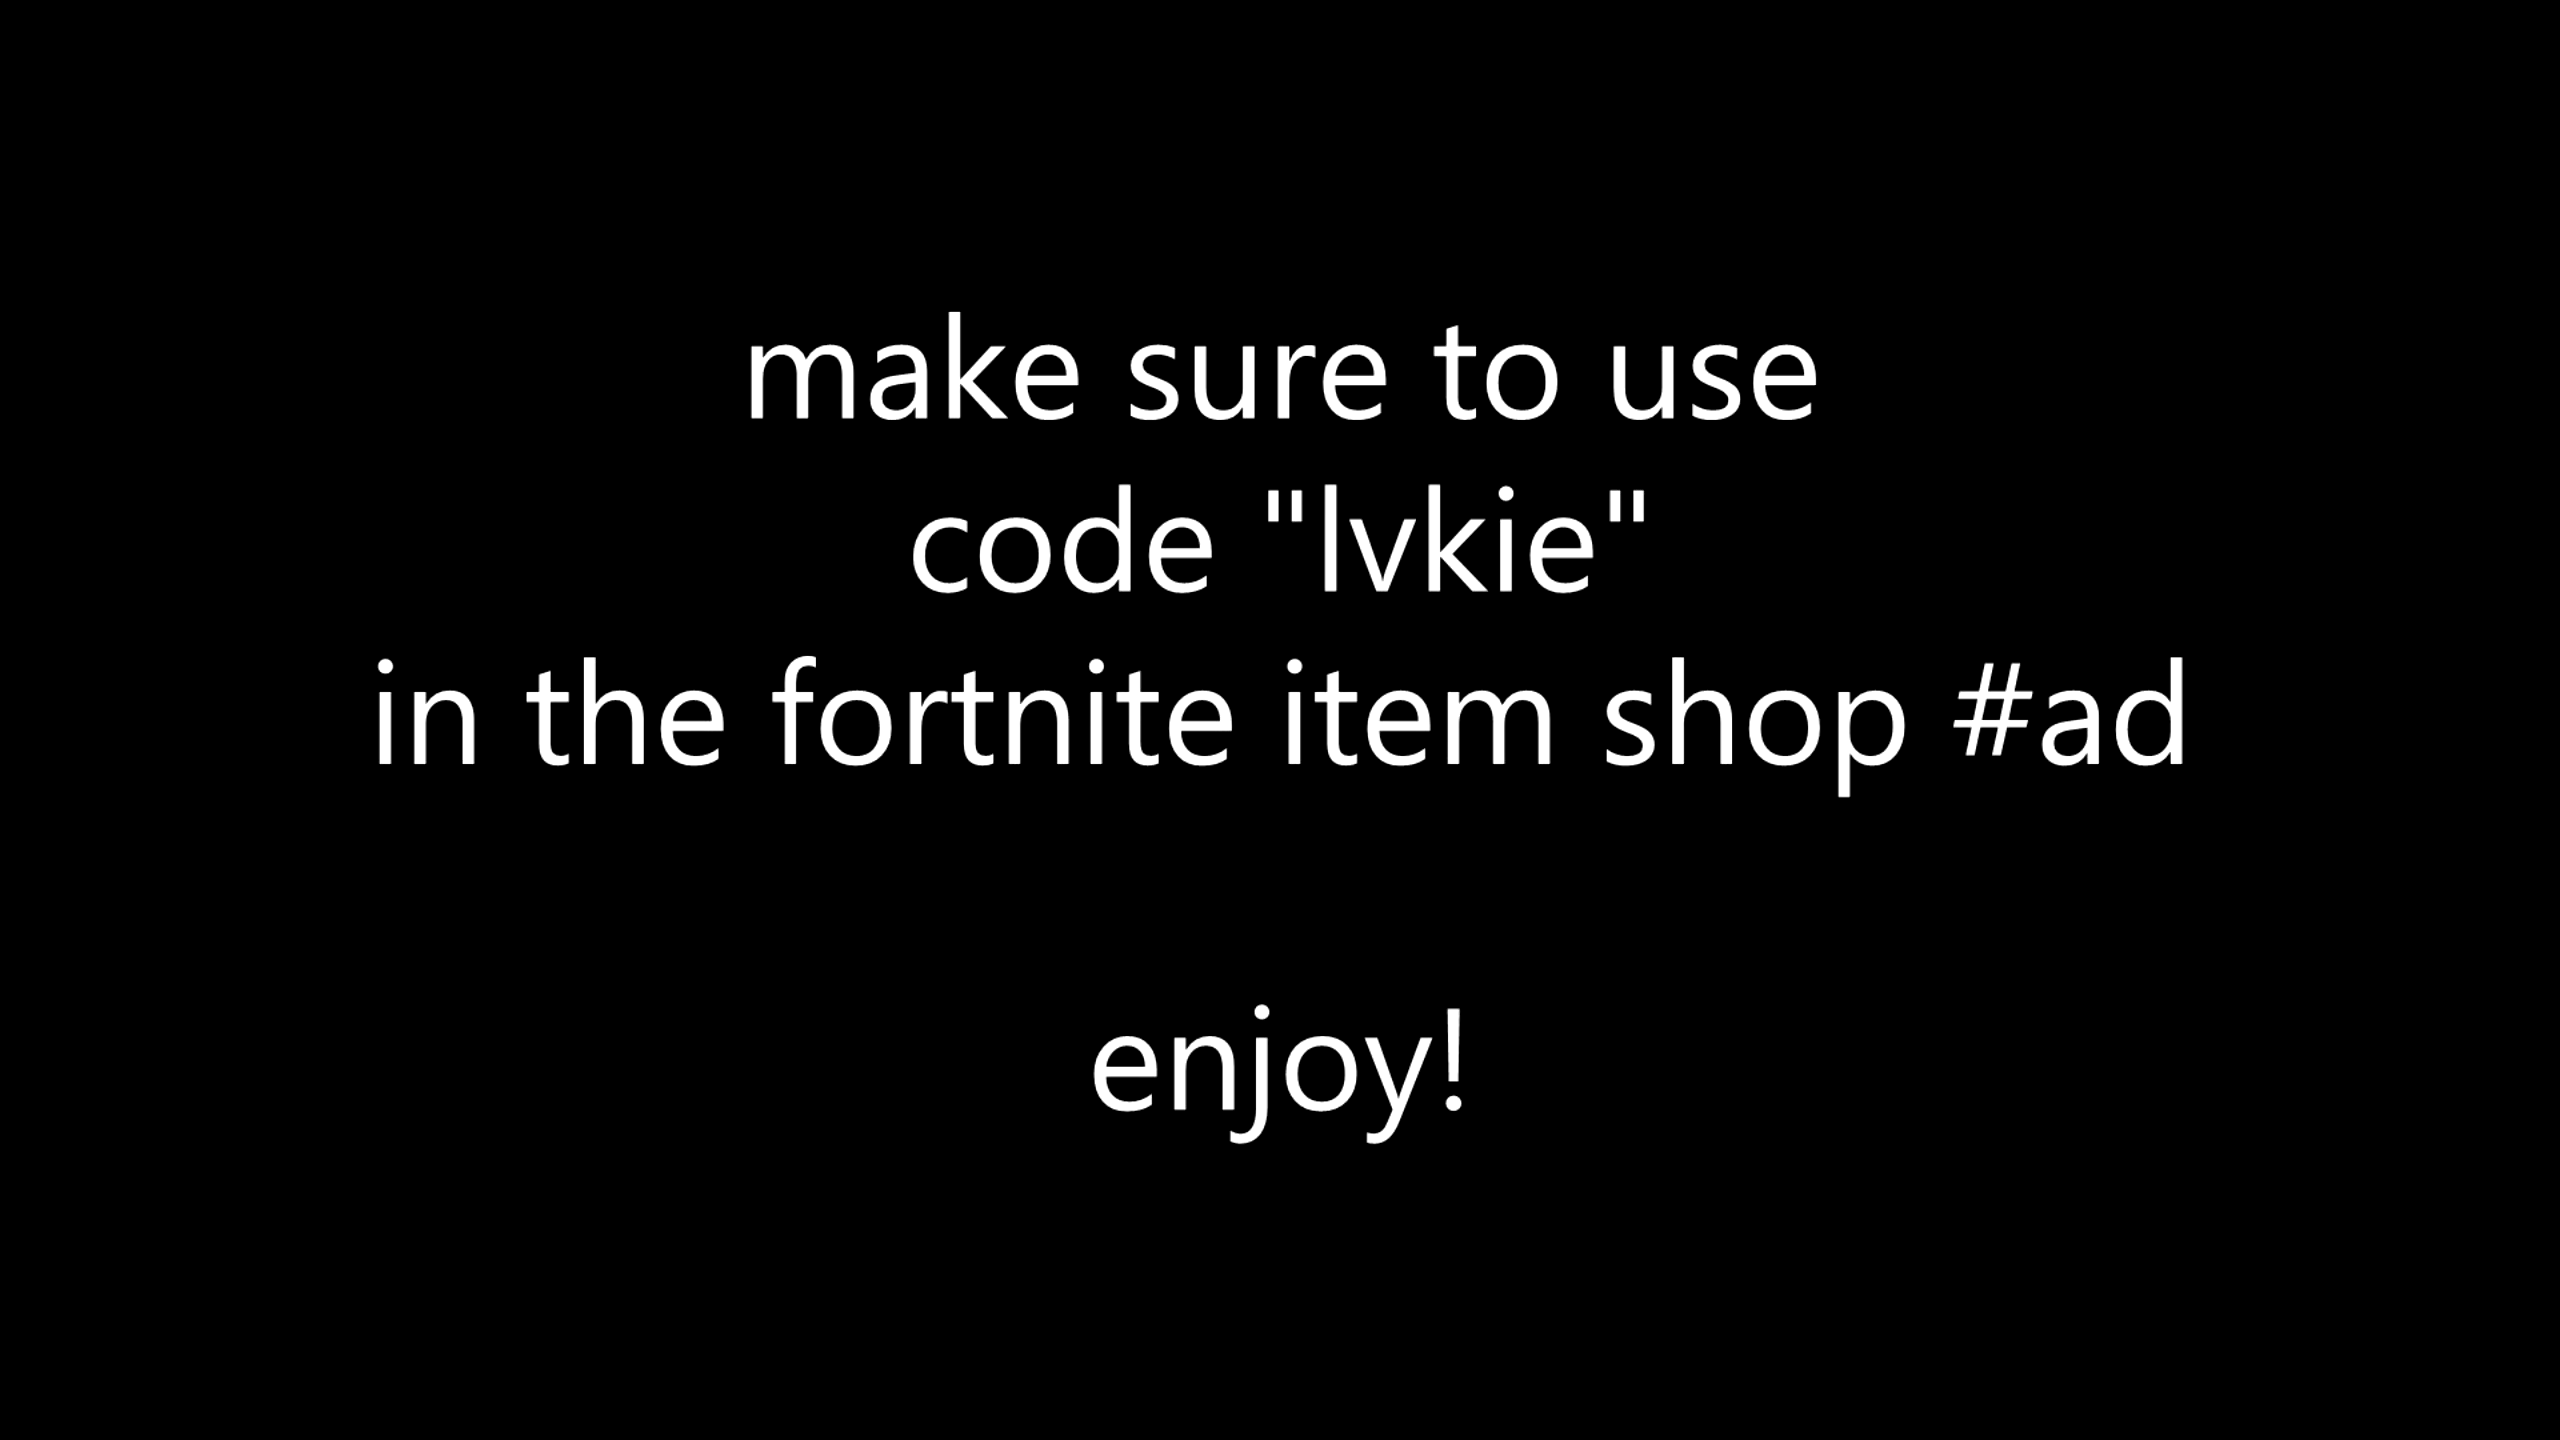 make sure to use
code "lvkie"
in the fortnite item shop #ad
enjoy!